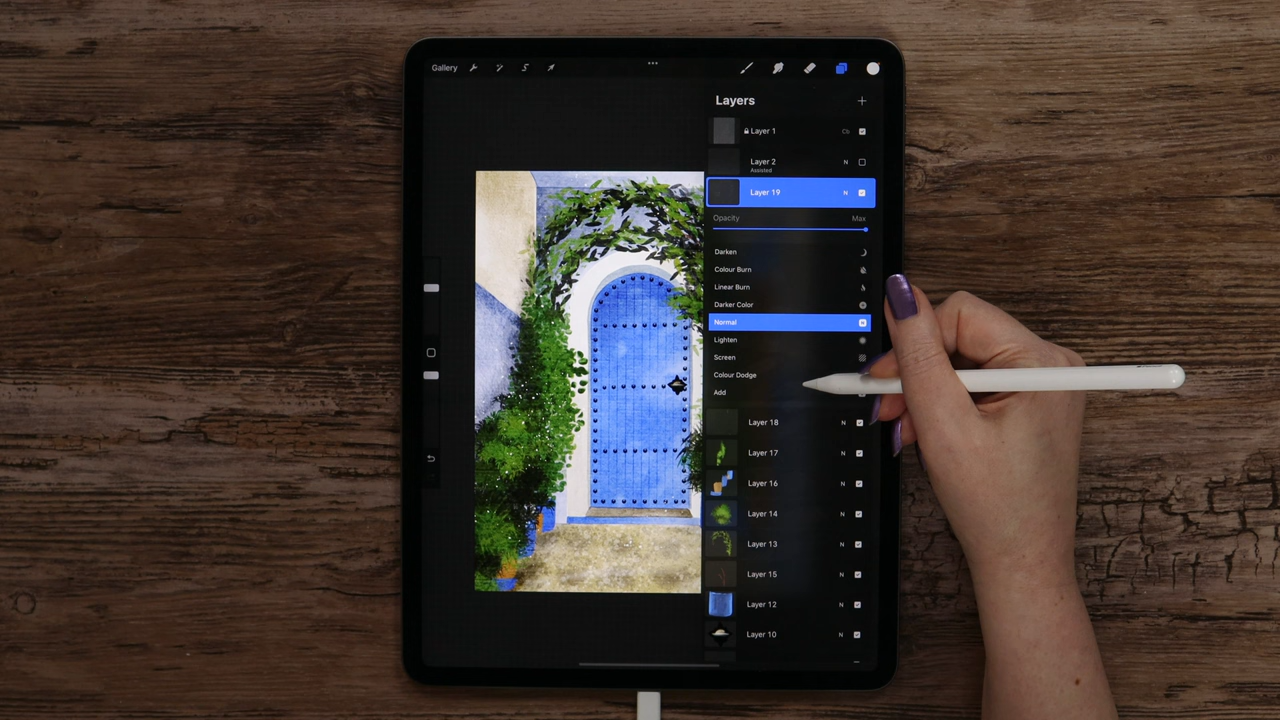 Gallery
Layers
Layer 1
Cb
Layer 2
Assisted
N
Layer 19
N
Opacity
Max
Darken
Colour Burn
Linear Burn
Darker Color
Normal
N
Lighten
Screen
Colour Dodge
Add
Layer 18
N
Layer 17
N
Layer 16
N
Layer 14
N
Layer 13
N
Layer 15
N
Layer 12
N
Layer 10
N